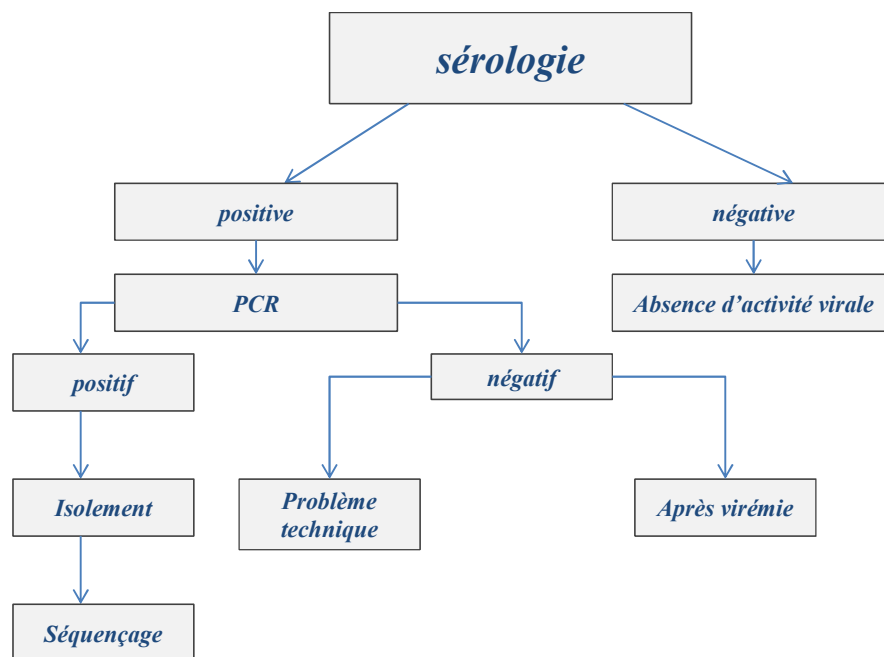 sérologie
positive
négative
PCR
Absence d’activité virale
positif
négatif
Isolement
Problème
technique
Après virémie
Séquençage